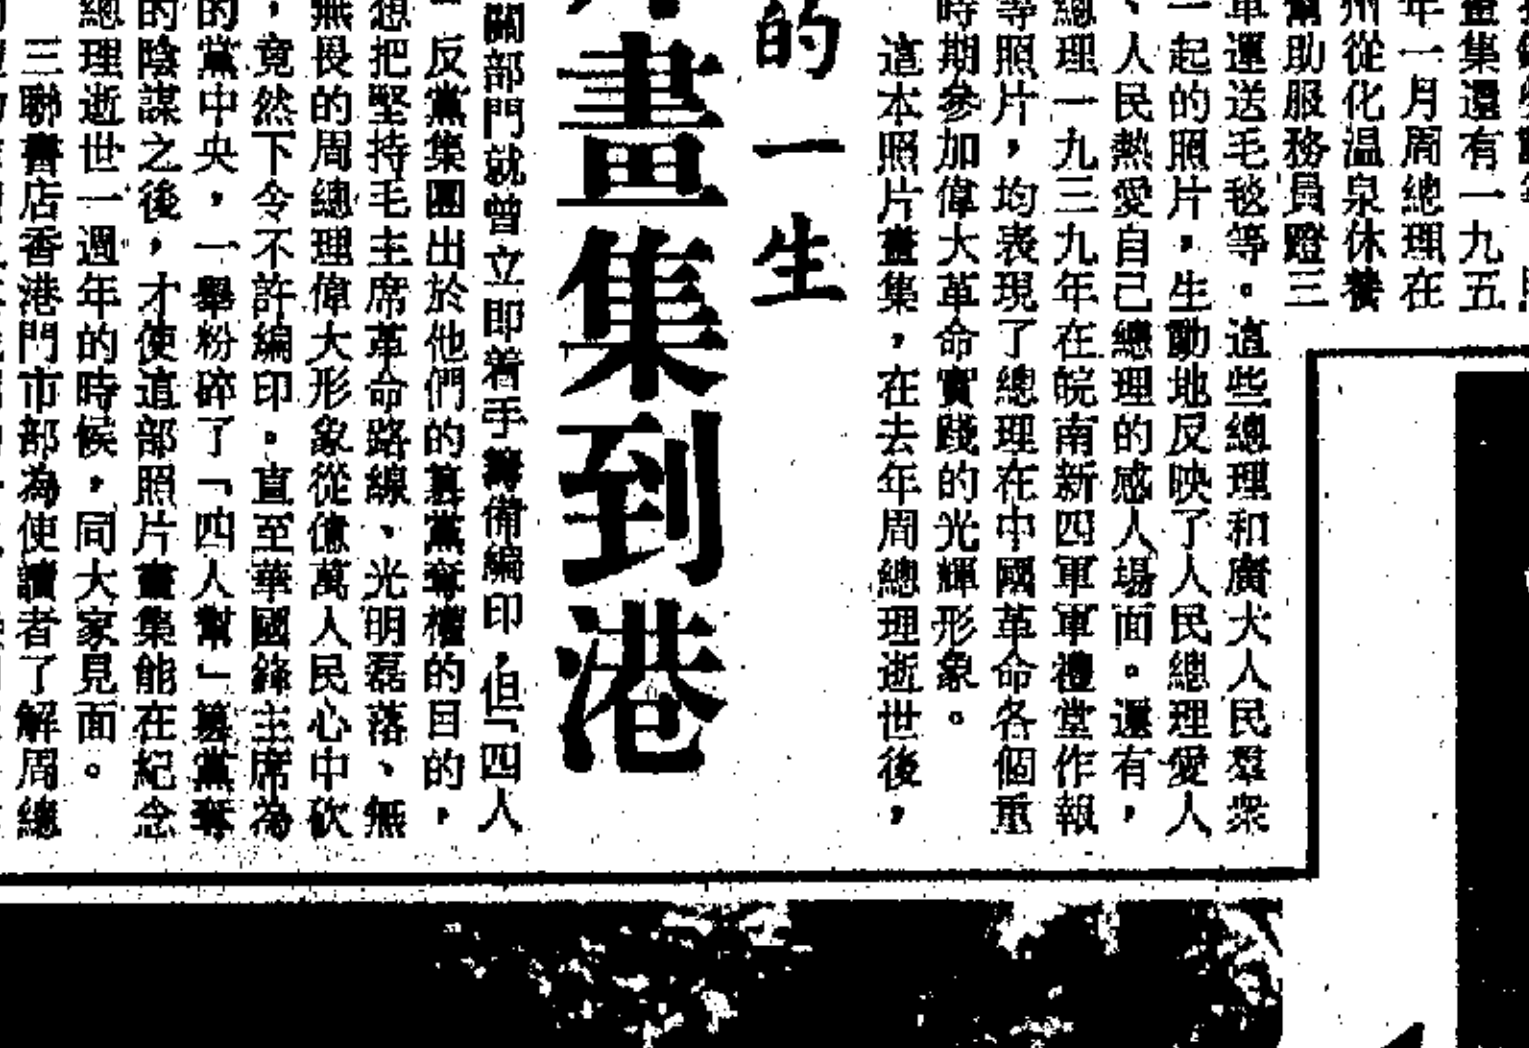 畫集還有一九五
年一月周總理在
州從化温泉休養
幫助服務員蹬三
車運送毛毯等。這些總理和廣大人民羣衆
一起的照片，生動地反映了人民總理愛人
、人民熱愛自己總理的感人場面。還有，
總理一九三九年在皖南新四軍軍禮堂作報
等照片，均表現了總理在中國革命各個重
時期參加偉大革命實踐的光輝形象。
這本照片畫集，在去年周總理逝世後，
的一生
畫集到港
關部門就曾立即着手籌備編印，但「四人
反黨集團出於他們的篡黨奪權的目的，
想把堅持毛主席革命路線、光明磊落、無
無畏的周總理偉大形象從億萬人民心中砍
，竟然下令不許編印。直至華國鋒主席為
的黨中央，一舉粉碎了「四人幫」篡黨奪
的陰謀之後，才使這部照片畫集能在紀念
總理逝世一週年的時候，同大家見面。
三聯書店香港門市部為使讀者了解周總